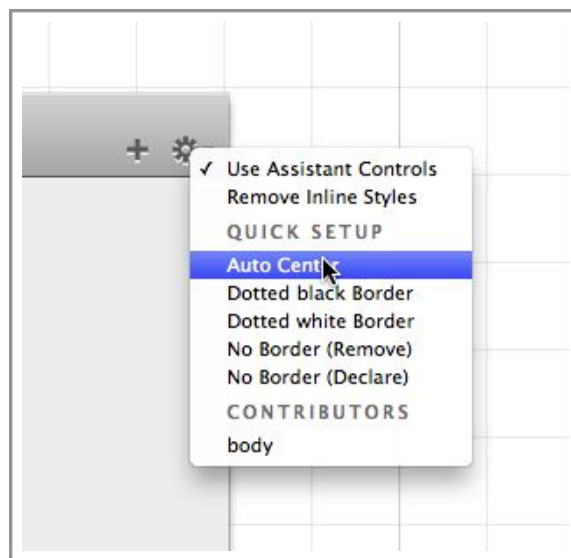 ✓ Use Assistant Controls
Remove Inline Styles
QUICK SETUP
Auto Center
Dotted black Border
Dotted white Border
No Border (Remove)
No Border (Declare)
CONTRIBUTORS
body